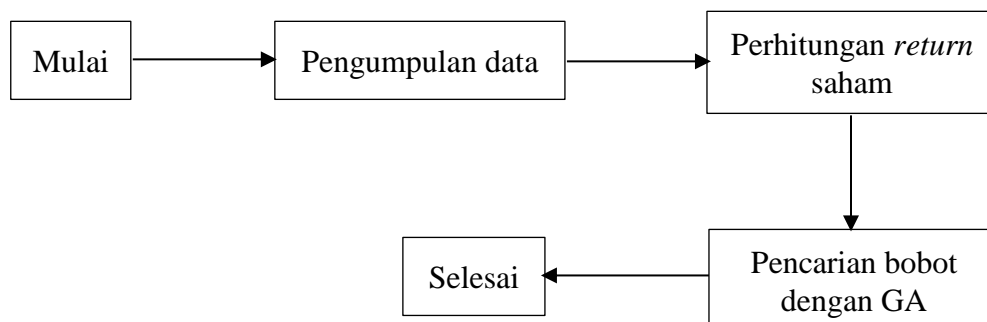 Mulai
Pengumpulan data
Perhitungan return
saham
Pencarian bobot
dengan GA
Selesai